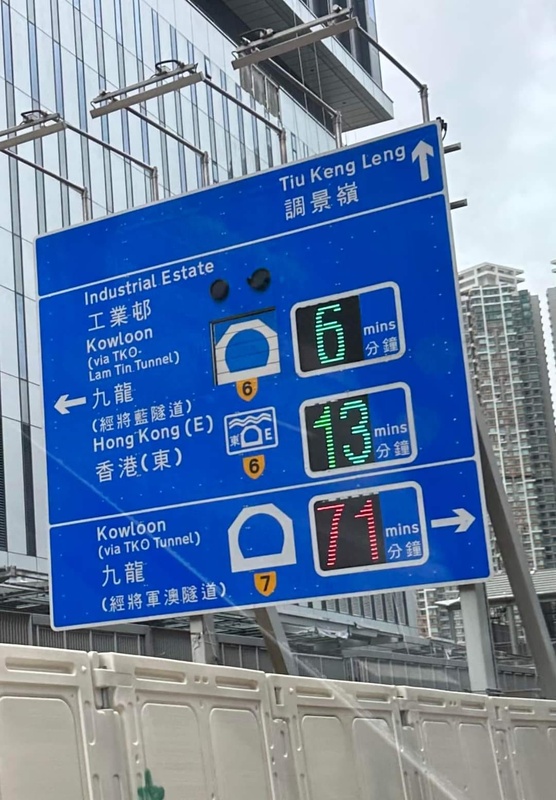 Tiu Keng Leng
調景嶺
Industrial Estate
工業邨
Kowloon
(via TKO-
Lam Tin Tunnel)
九龍
(經將藍隧道)
6
6 mins
分鐘
Hong Kong (E)
香港(東)
東 E
6
13 mins
分鐘
Kowloon
(via TKO Tunnel)
九龍
(經將軍澳隧道)
7
71 mins
分鐘